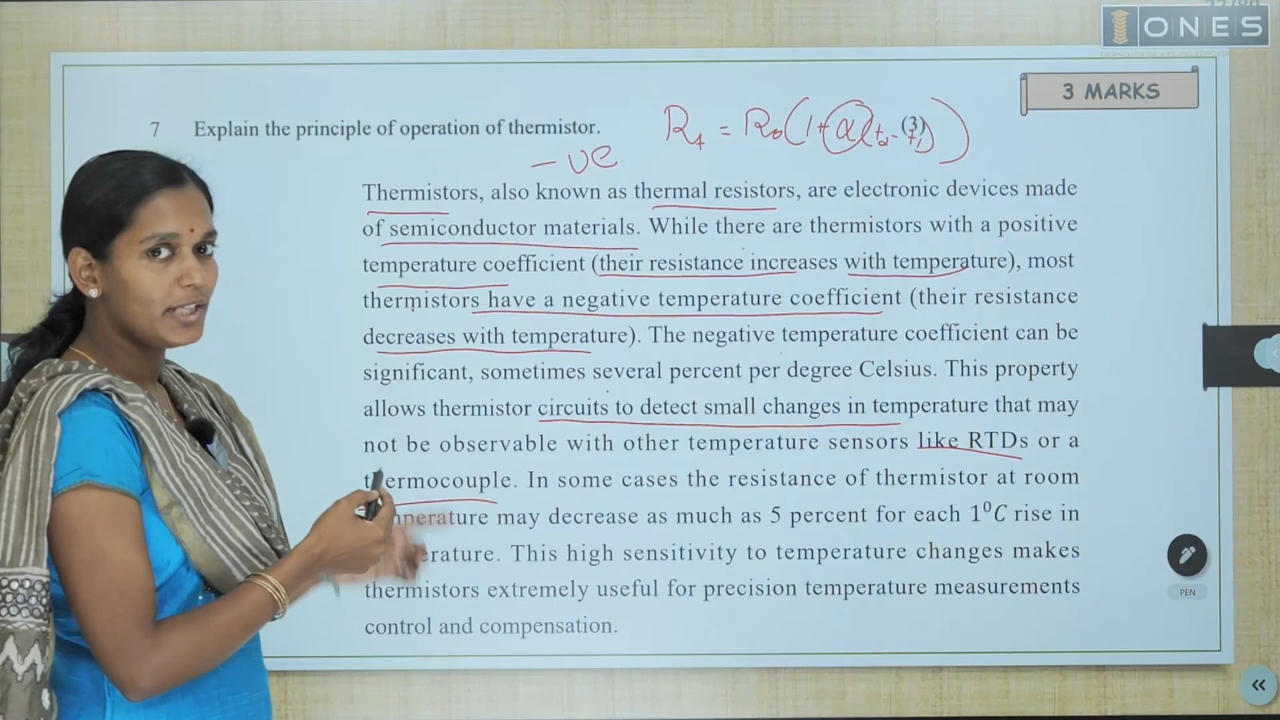 ONES
3 MARKS
7 Explain the principle of operation of thermistor. (3)
R = R (1+α(t2-t1))
-ve
Thermistors, also known as thermal resistors, are electronic devices made
of semiconductor materials. While there are thermistors with a positive
temperature coefficient (their resistance increases with temperature), most
thermistors have a negative temperature coefficient (their resistance
decreases with temperature). The negative temperature coefficient can be
significant, sometimes several percent per degree Celsius. This property
allows thermistor circuits to detect small changes in temperature that may
not be observable with other temperature sensors like RTDs or a
thermocouple. In some cases the resistance of thermistor at room
may decrease as much as 5 percent for each 1⁰C rise in
This high sensitivity to temperature changes makes
thermistors extremely useful for precision temperature measurements
control and compensation.
PEN